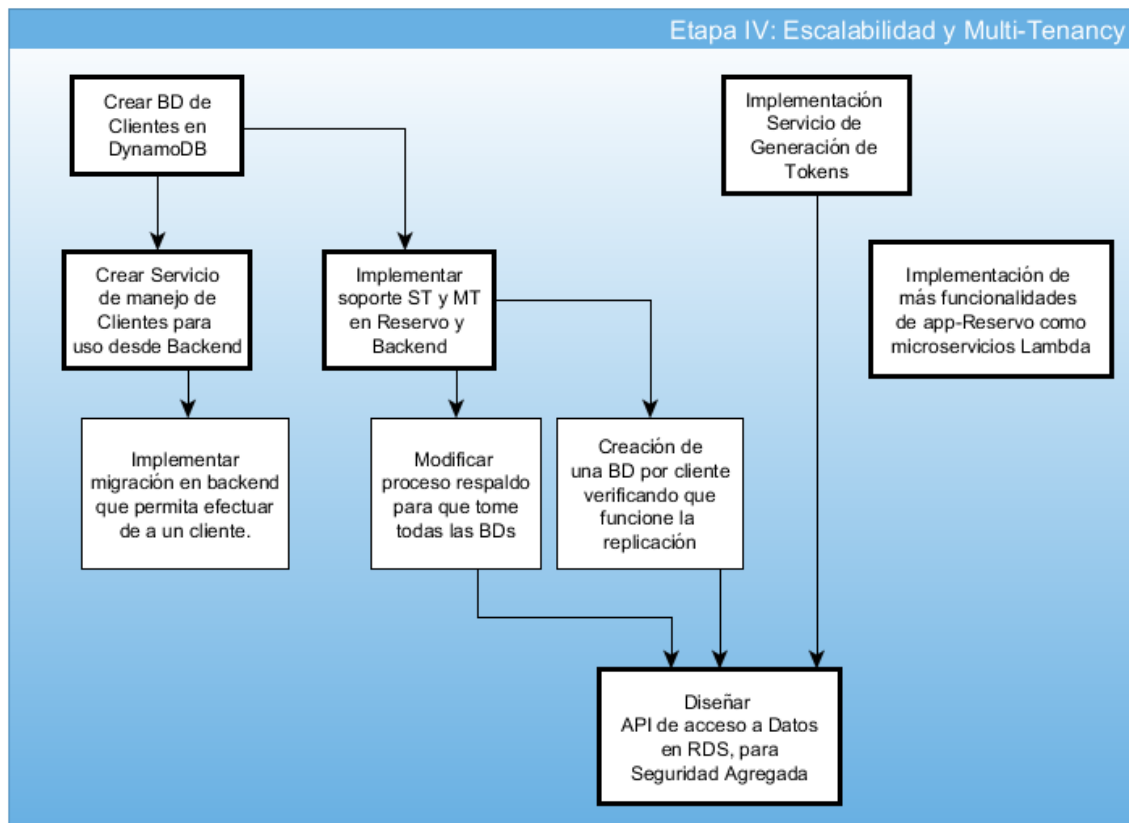 Etapa IV: Escalabilidad y Multi-Tenancy
Crear BD de
Clientes en
DynamoDB
Implementación
Servicio de
Generación de
Tokens
Crear Servicio
de manejo de
Clientes para
uso desde Backend
Implementar
soporte ST y MT
en Reservo y
Backend
Implementación de
más funcionalidades
de app-Reservo como
microservicios Lambda
Implementar
migración en backend
que permita efectuar
de a un cliente.
Modificar
proceso respaldo
para que tome
todas las BDs
Creación de
una BD por cliente
verificando que
funcione la
replicación
Diseñar
API de acceso a Datos
en RDS, para
Seguridad Agregada